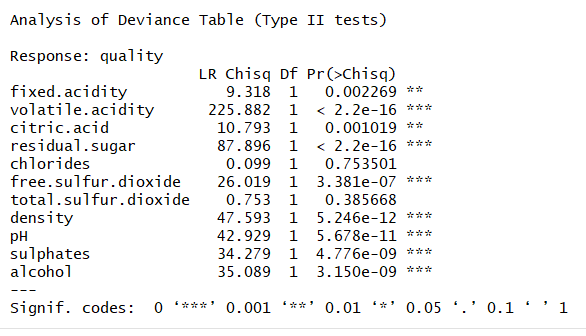 Analysis of Deviance Table (Type II tests)
Response: quality
LR Chisq Df Pr(>Chisq)
fixed.acidity 9.318 1 0.002269 **
volatile.acidity 225.882 1 < 2.2e-16 ***
citric.acid 10.793 1 0.001019 **
residual.sugar 87.896 1 < 2.2e-16 ***
chlorides 0.099 1 0.753501
free.sulfur.dioxide 26.019 1 3.381e-07 ***
total.sulfur.dioxide 0.753 1 0.385668
density 47.593 1 5.246e-12 ***
pH 42.929 1 5.678e-11 ***
sulphates 34.279 1 4.776e-09 ***
alcohol 35.089 1 3.150e-09 ***
---
Signif. codes: 0 ‘***’ 0.001 ‘**’ 0.01 ‘*’ 0.05 ‘.’ 0.1 ‘ ’ 1